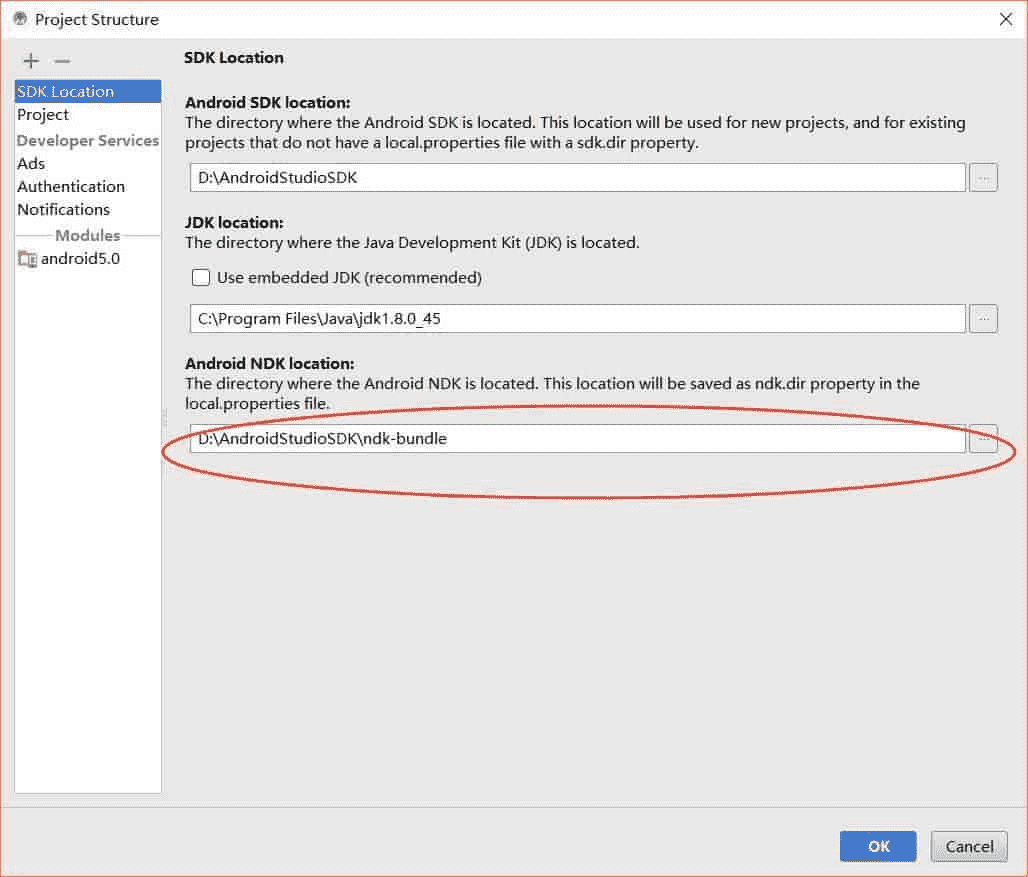 Project Structure
SDK Location
Project
Developer Services
Ads
Authentication
Notifications
Modules
android5.0
SDK Location
Android SDK location:
The directory where the Android SDK is located. This location will be used for new projects, and for existing
projects that do not have a local.properties file with a sdk.dir property.
D:\AndroidStudioSDK
...
JDK location:
The directory where the Java Development Kit (JDK) is located.
Use embedded JDK (recommended)
C:\Program Files\Java\jdk1.8.0_45
...
Android NDK location:
The directory where the Android NDK is located. This location will be saved as ndk.dir property in the
local.properties file.
D:\AndroidStudioSDK\ndk-bundle
...
OK
Cancel